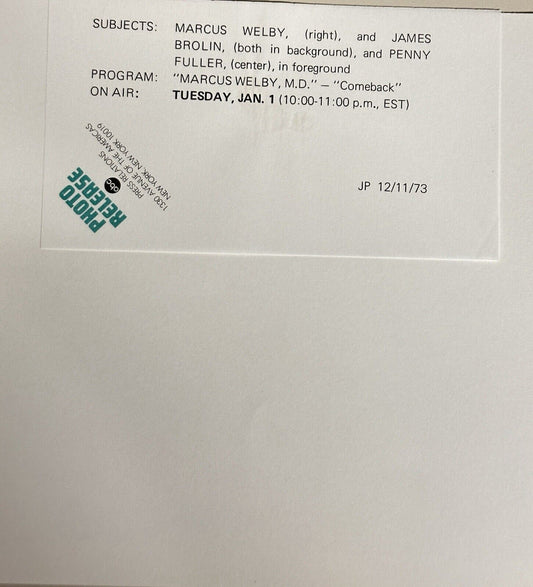 SUBJECTS: MARCUS WELBY, (right), and JAMES
BROLIN, (both in background), and PENNY
FULLER, (center), in foreground
PROGRAM: "MARCUS WELBY, M.D." – "Comeback"
ON AIR: TUESDAY, JAN. 1 (10:00-11:00 p.m., EST)
PHOTO
RELEASE
abc
PRESS RELATIONS
1330 AVENUE OF THE AMERICAS
NEW YORK, NEW YORK 10019
JP 12/11/73